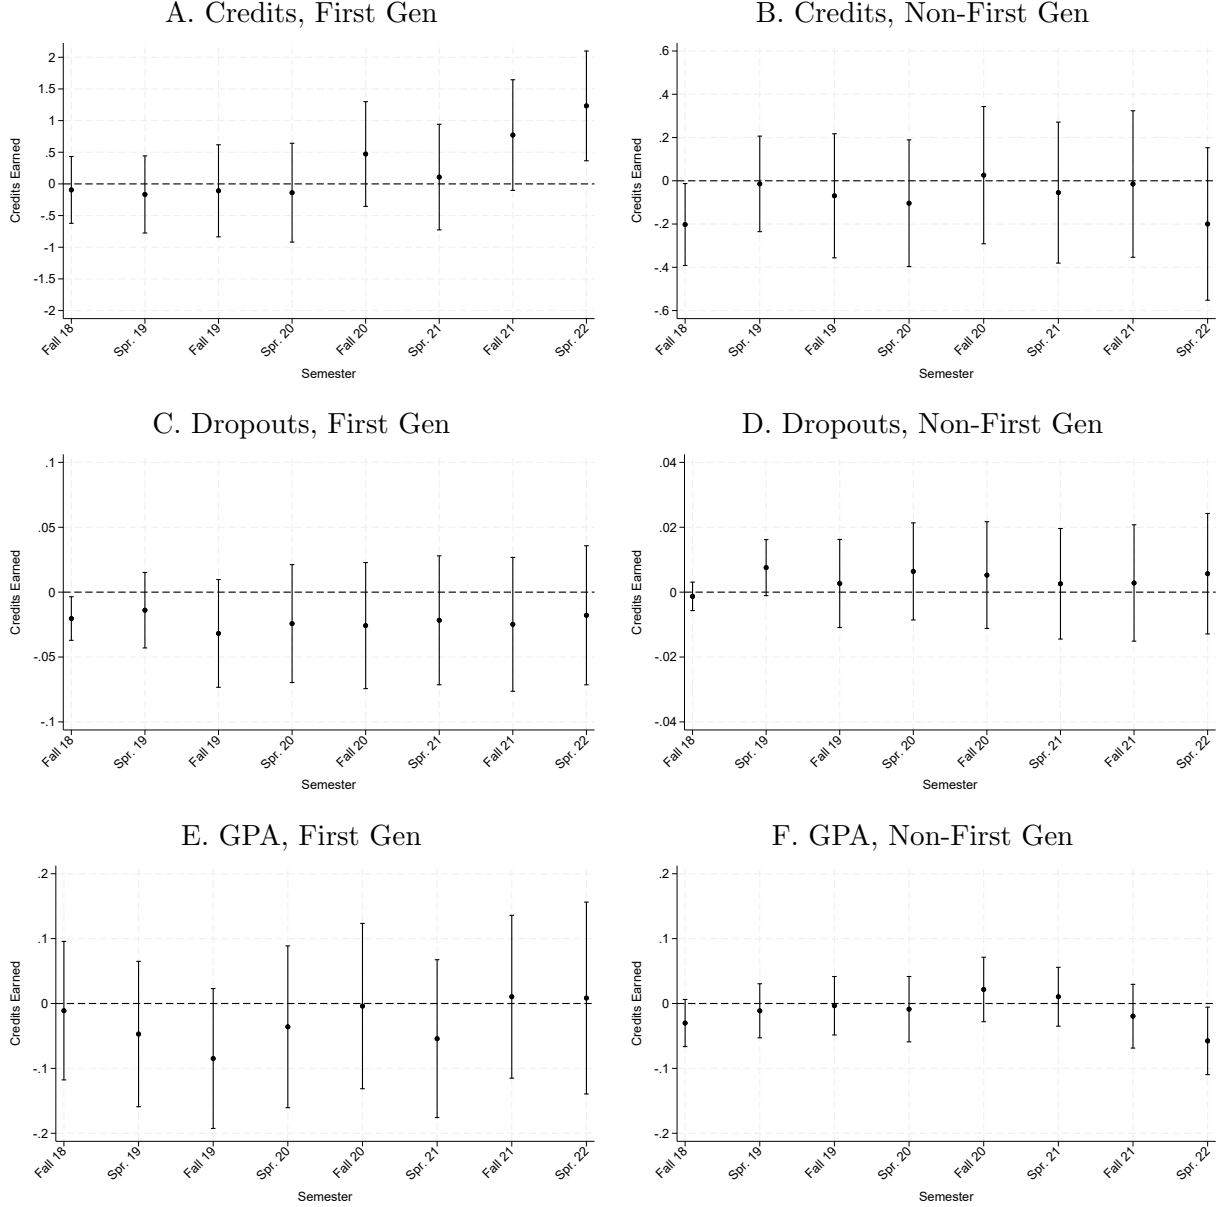 A. Credits, First Gen
Credits Earned
2
1.5
1
.5
0
-.5
-1
-1.5
-2
Fall 18
Spr. 19
Fall 19
Spr. 20
Fall 20
Spr. 21
Fall 21
Spr. 22
Semester
B. Credits, Non-First Gen
Credits Earned
.6
.4
.2
0
-.2
-.4
-.6
Fall 18
Spr. 19
Fall 19
Spr. 20
Fall 20
Spr. 21
Fall 21
Spr. 22
Semester
C. Dropouts, First Gen
Credits Earned
.1
.05
0
-.05
-.1
Fall 18
Spr. 19
Fall 19
Spr. 20
Fall 20
Spr. 21
Fall 21
Spr. 22
Semester
D. Dropouts, Non-First Gen
Credits Earned
.04
.02
0
-.02
-.04
Fall 18
Spr. 19
Fall 19
Spr. 20
Fall 20
Spr. 21
Fall 21
Spr. 22
Semester
E. GPA, First Gen
Credits Earned
.2
.1
0
-.1
-.2
Fall 18
Spr. 19
Fall 19
Spr. 20
Fall 20
Spr. 21
Fall 21
Spr. 22
Semester
F. GPA, Non-First Gen
Credits Earned
.2
.1
0
-.1
-.2
Fall 18
Spr. 19
Fall 19
Spr. 20
Fall 20
Spr. 21
Fall 21
Spr. 22
Semester